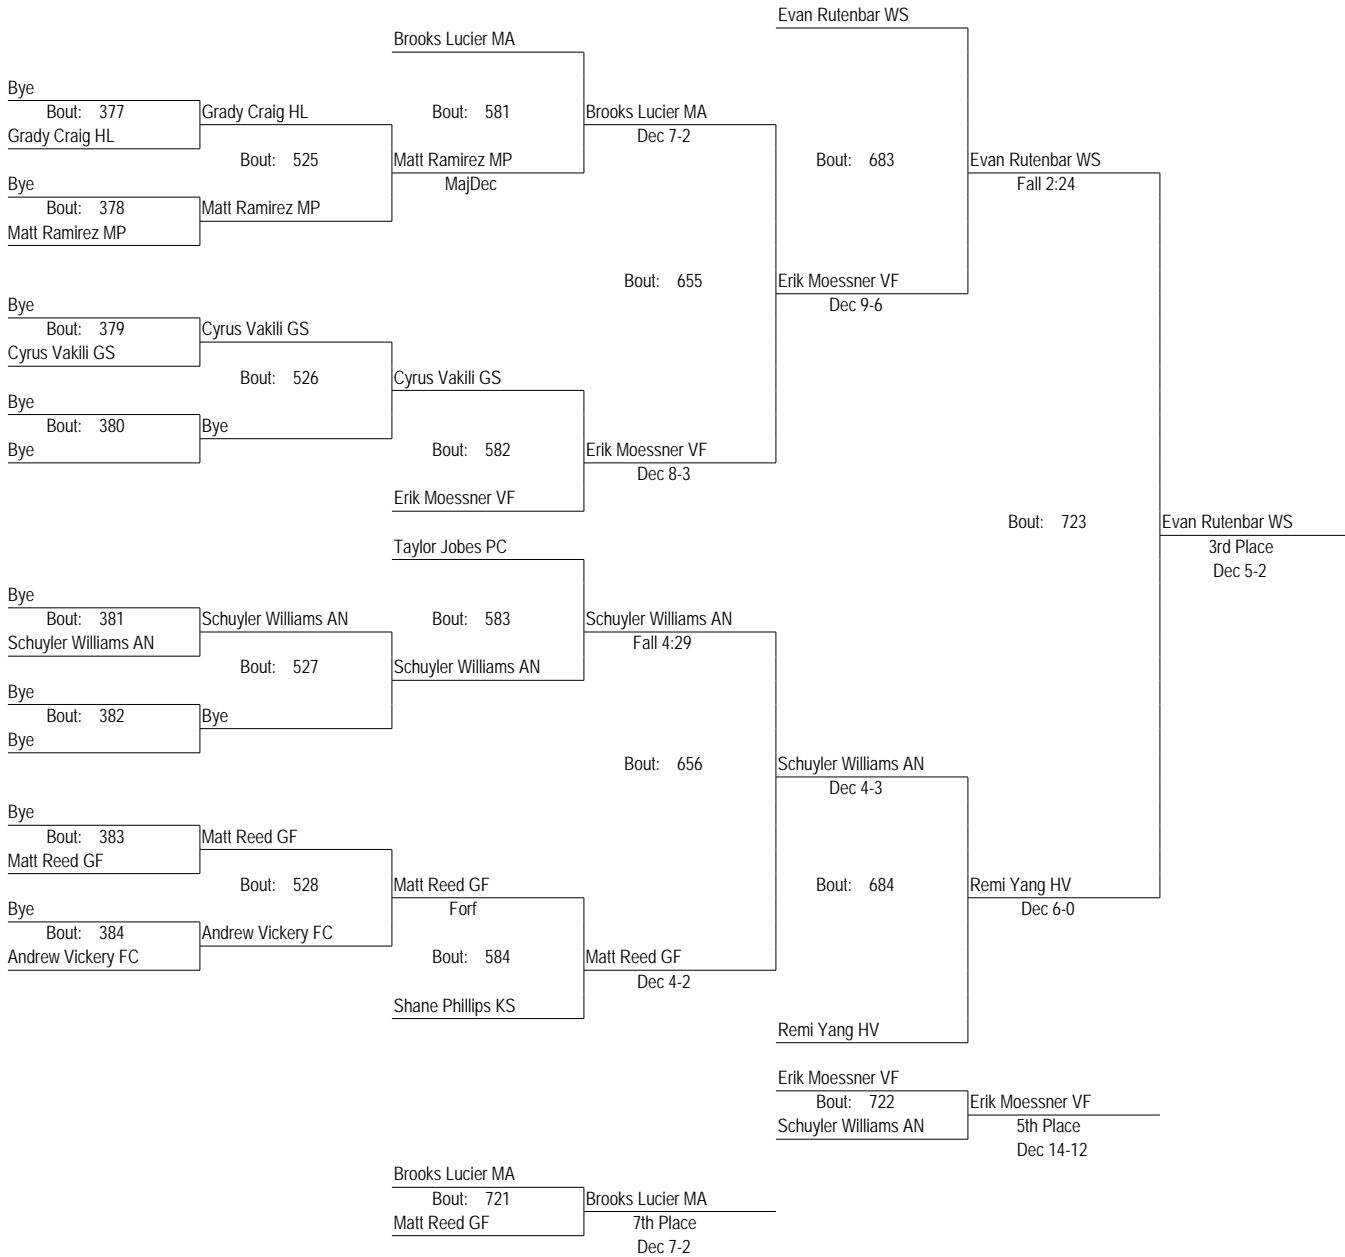 Evan Rutenbar WS
Brooks Lucier MA
Bye
Bout: 377
Grady Craig HL
Grady Craig HL
Bout: 581
Brooks Lucier MA
Dec 7-2
Bout: 525
Matt Ramirez MP
MajDec
Bout: 683
Evan Rutenbar WS
Fall 2:24
Bye
Bout: 378
Matt Ramirez MP
Matt Ramirez MP
Bout: 655
Erik Moessner VF
Dec 9-6
Bye
Bout: 379
Cyrus Vakili GS
Cyrus Vakili GS
Bout: 526
Cyrus Vakili GS
Bye
Bout: 380
Bye
Bye
Bout: 582
Erik Moessner VF
Dec 8-3
Erik Moessner VF
Bout: 723
Evan Rutenbar WS
3rd Place
Dec 5-2
Taylor Jobes PC
Bye
Bout: 381
Schuyler Williams AN
Schuyler Williams AN
Bout: 583
Schuyler Williams AN
Fall 4:29
Bout: 527
Schuyler Williams AN
Bye
Bout: 382
Bye
Bye
Bout: 656
Schuyler Williams AN
Dec 4-3
Bye
Bout: 383
Matt Reed GF
Matt Reed GF
Bout: 528
Matt Reed GF
Forf
Bout: 684
Remi Yang HV
Dec 6-0
Bye
Bout: 384
Andrew Vickery FC
Andrew Vickery FC
Bout: 584
Matt Reed GF
Dec 4-2
Shane Phillips KS
Remi Yang HV
Erik Moessner VF
Bout: 722
Schuyler Williams AN
Erik Moessner VF
5th Place
Dec 14-12
Brooks Lucier MA
Bout: 721
Matt Reed GF
Brooks Lucier MA
7th Place
Dec 7-2